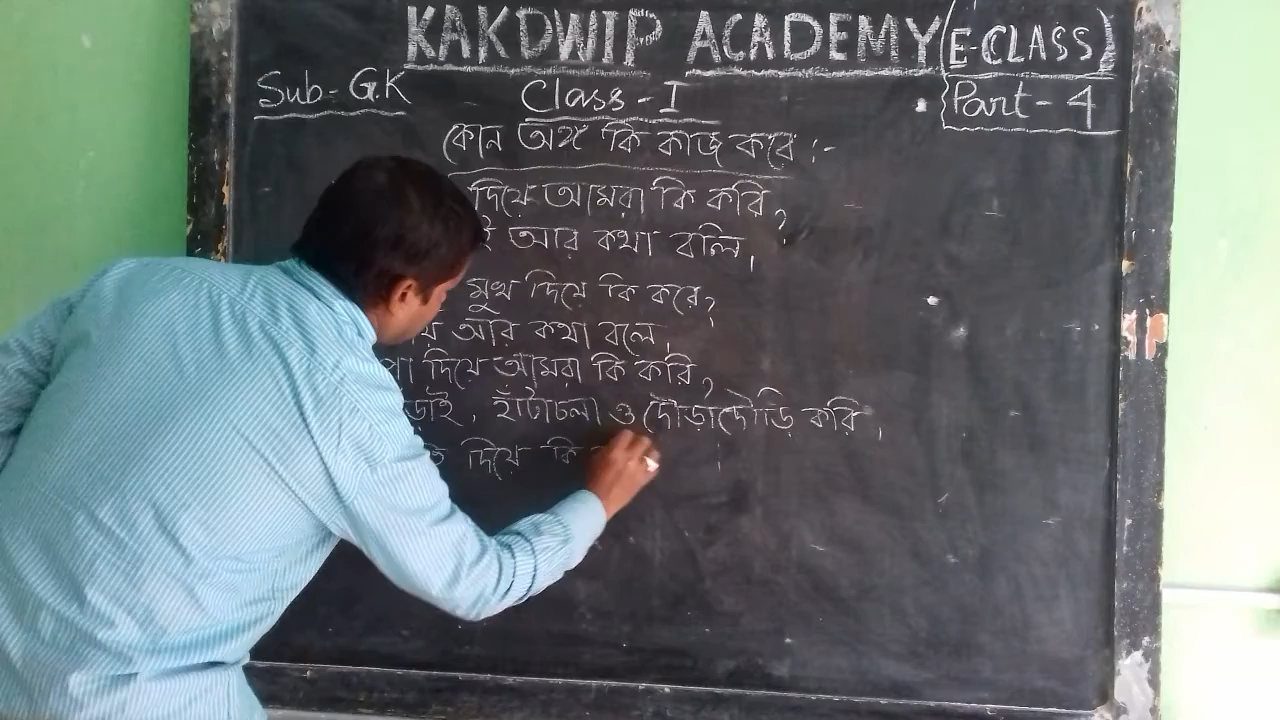 KAKDWIP ACADEMY (E-CLASS)
Sub- G.K Class - I Part - 4
কোন অঙ্গ কি কাজ করে :-
দিয়ে আমরা কি করি ?
ই আর কথা বলি ।
মুখ দিয়ে কি করে ?
য় আর কথা বলে ।
পা দিয়ে আমরা কি করি ?
ড়াই , হাঁটাচলা ও দৌড়াদৌড়ি করি ।
দিয়ে কি